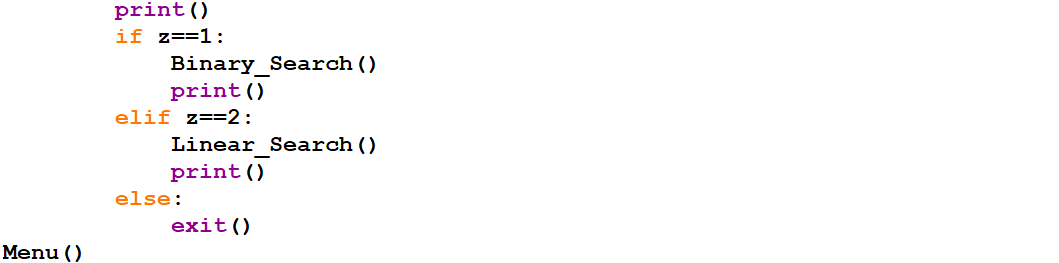 print()
        if z==1:
            Binary_Search()
            print()
        elif z==2:
            Linear_Search()
            print()
        else:
            exit()
Menu()